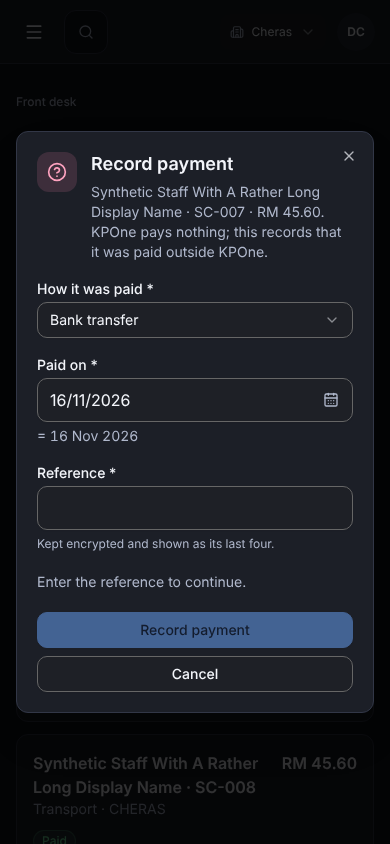 Cheras
DC
Front desk
Record payment
Synthetic Staff With A Rather Long
Display Name · SC-007 · RM 45.60.
KPOne pays nothing; this records that
it was paid outside KPOne.
How it was paid *
Bank transfer
Paid on *
16/11/2026
= 16 Nov 2026
Reference *
Kept encrypted and shown as its last four.
Enter the reference to continue.
Record payment
Cancel
Synthetic Staff With A Rather RM 45.60
Long Display Name · SC-008
Transport · CHERAS
Paid